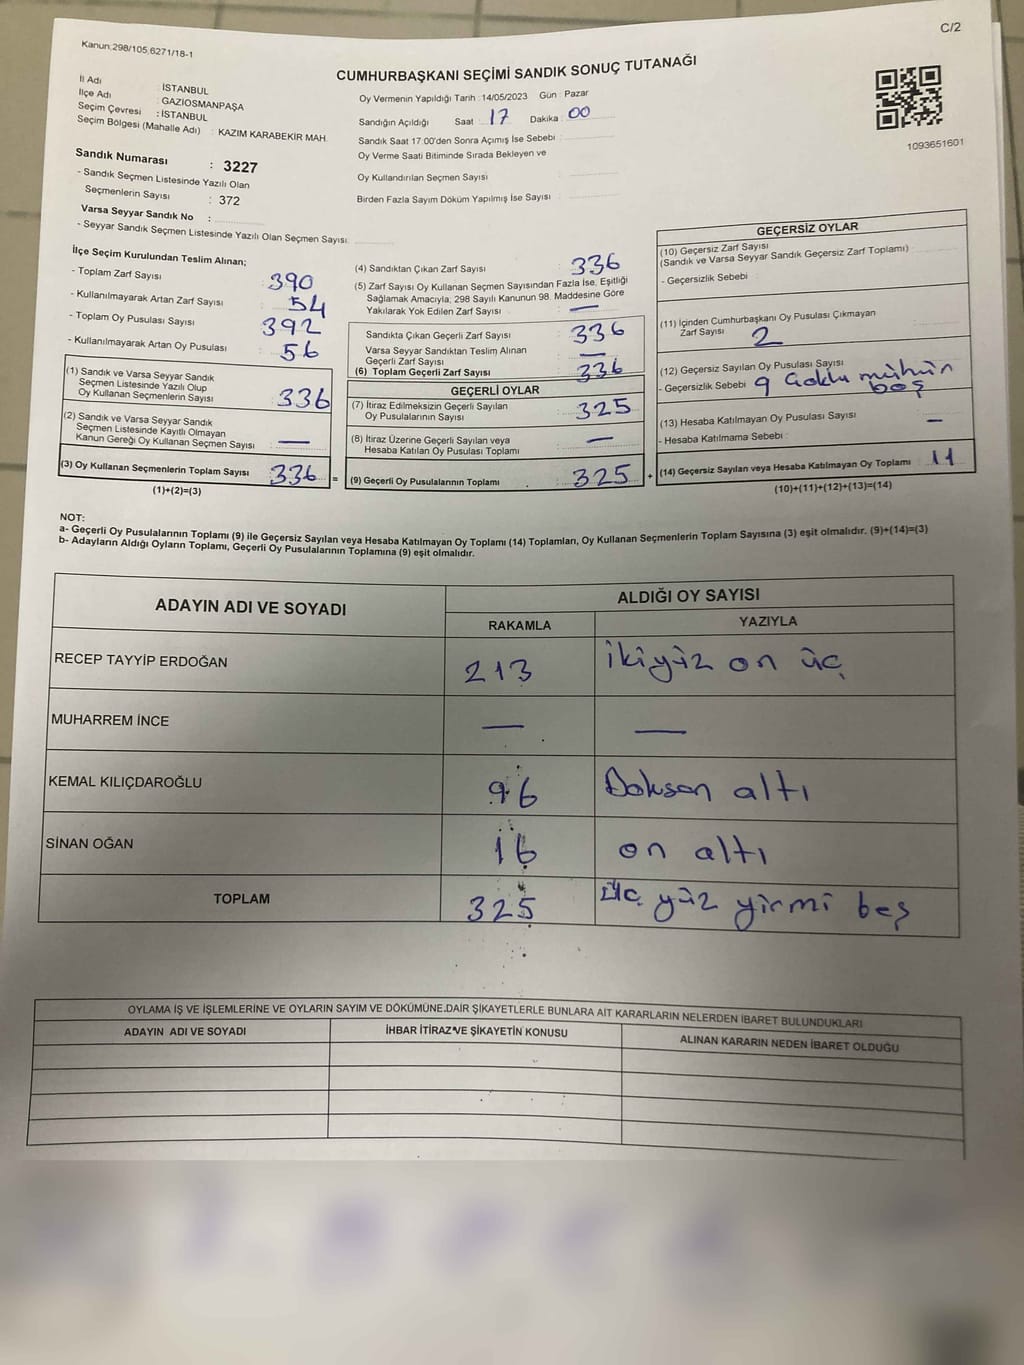 C/2
Kanun:298/105,6271/18-1
CUMHURBAŞKANI SEÇİMİ SANDIK SONUÇ TUTANAĞI
İl Adı : İSTANBUL
İlçe Adı : GAZİOSMANPAŞA
Seçim Çevresi : İSTANBUL
Seçim Bölgesi (Mahalle Adı) : KAZIM KARABEKİR MAH.
Sandık Numarası : 3227
- Sandık Seçmen Listesinde Yazılı Olan
Seçmenlerin Sayısı : 372
Varsa Seyyar Sandık No :
- Seyyar Sandık Seçmen Listesinde Yazılı Olan Seçmen Sayısı:
Oy Vermenin Yapıldığı Tarih : 14/05/2023 Gün : Pazar
Sandığın Açıldığı Saat : 17 Dakika : 00
Sandık Saat 17:00'den Sonra Açımış İse Sebebi :
Oy Verme Saati Bitiminde Sırada Bekleyen ve
Oy Kullandırılan Seçmen Sayısı :
Birden Fazla Sayım Döküm Yapılmış İse Sayısı :
1093651601
İlçe Seçim Kurulundan Teslim Alınan;
- Toplam Zarf Sayısı : 390
- Kullanılmayarak Artan Zarf Sayısı : 54
- Toplam Oy Pusulası Sayısı : 392
- Kullanılmayarak Artan Oy Pusulası : 56
(1) Sandık ve Varsa Seyyar Sandık
Seçmen Listesinde Yazılı Olup
Oy Kullanan Seçmenlerin Sayısı : 336
(2) Sandık ve Varsa Seyyar Sandık
Seçmen Listesinde Kayıtlı Olmayan
Kanun Gereği Oy Kullanan Seçmen Sayısı : —
(3) Oy Kullanan Seçmenlerin Toplam Sayısı : 336 =
(1)+(2)=(3)
(4) Sandıktan Çıkan Zarf Sayısı : 336
(5) Zarf Sayısı Oy Kullanan Seçmen Sayısından Fazla İse, Eşitliği
Sağlamak Amacıyla; 298 Sayılı Kanunun 98. Maddesine Göre
Yakılarak Yok Edilen Zarf Sayısı : —
Sandıkta Çıkan Geçerli Zarf Sayısı : 336
Varsa Seyyar Sandıktan Teslim Alınan
Geçerli Zarf Sayısı : —
(6) Toplam Geçerli Zarf Sayısı : 336
GEÇERLİ OYLAR
(7) İtiraz Edilmeksizin Geçerli Sayılan
Oy Pusulalarının Sayısı : 325
(8) İtiraz Üzerine Geçerli Sayılan veya
Hesaba Katılan Oy Pusulası Toplamı : —
(9) Geçerli Oy Pusulalarının Toplamı : 325 +
GEÇERSİZ OYLAR
(10) Geçersiz Zarf Sayısı
(Sandık ve Varsa Seyyar Sandık Geçersiz Zarf Toplamı) :
- Geçersizlik Sebebi :
(11) İçinden Cumhurbaşkanı Oy Pusulası Çıkmayan
Zarf Sayısı : 2
(12) Geçersiz Sayılan Oy Pusulası Sayısı :
- Geçersizlik Sebebi : 9 Çoklu mühür
boş
(13) Hesaba Katılmayan Oy Pusulası Sayısı : —
- Hesaba Katılmama Sebebi :
(14) Geçersiz Sayılan veya Hesaba Katılmayan Oy Toplamı : 11
(10)+(11)+(12)+(13)=(14)
NOT:
a- Geçerli Oy Pusulalarının Toplamı (9) ile Geçersiz Sayılan veya Hesaba Katılmayan Oy Toplamı (14) Toplamları, Oy Kullanan Seçmenlerin Toplam Sayısına (3) eşit olmalıdır. (9)+(14)=(3)
b- Adayların Aldığı Oyların Toplamı, Geçerli Oy Pusulalarının Toplamına (9) eşit olmalıdır.
ADAYIN ADI VE SOYADI
ALDIĞI OY SAYISI
RAKAMLA YAZIYLA
RECEP TAYYİP ERDOĞAN 213 ikiyüz on üç
MUHARREM İNCE — —
KEMAL KILIÇDAROĞLU 96 Doksan altı
SİNAN OĞAN 16 on altı
TOPLAM 325 üç yüz yirmi beş
OYLAMA İŞ VE İŞLEMLERİNE VE OYLARIN SAYIM VE DÖKÜMÜNE DAİR ŞİKAYETLERLE BUNLARA AİT KARARLARIN NELERDEN İBARET BULUNDUKLARI
ADAYIN ADI VE SOYADI İHBAR İTİRAZ VE ŞİKAYETİN KONUSU ALINAN KARARIN NEDEN İBARET OLDUĞU